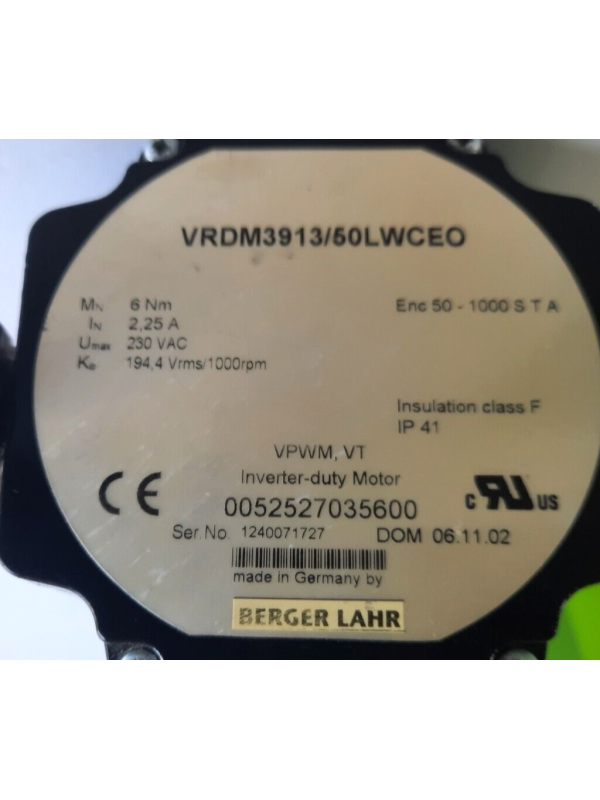 VRDM3913/50LWCEO
MN 6 Nm
IN 2,25 A
Umax 230 VAC
Ke 194,4 Vrms/1000rpm
Enc 50 - 1000 S T A
Insulation class F
IP 41
VPWM, VT
Inverter-duty Motor
CE
0052527035600
c RU US
Ser.No. 1240071727 DOM 06.11.02
made in Germany by
BERGER LAHR